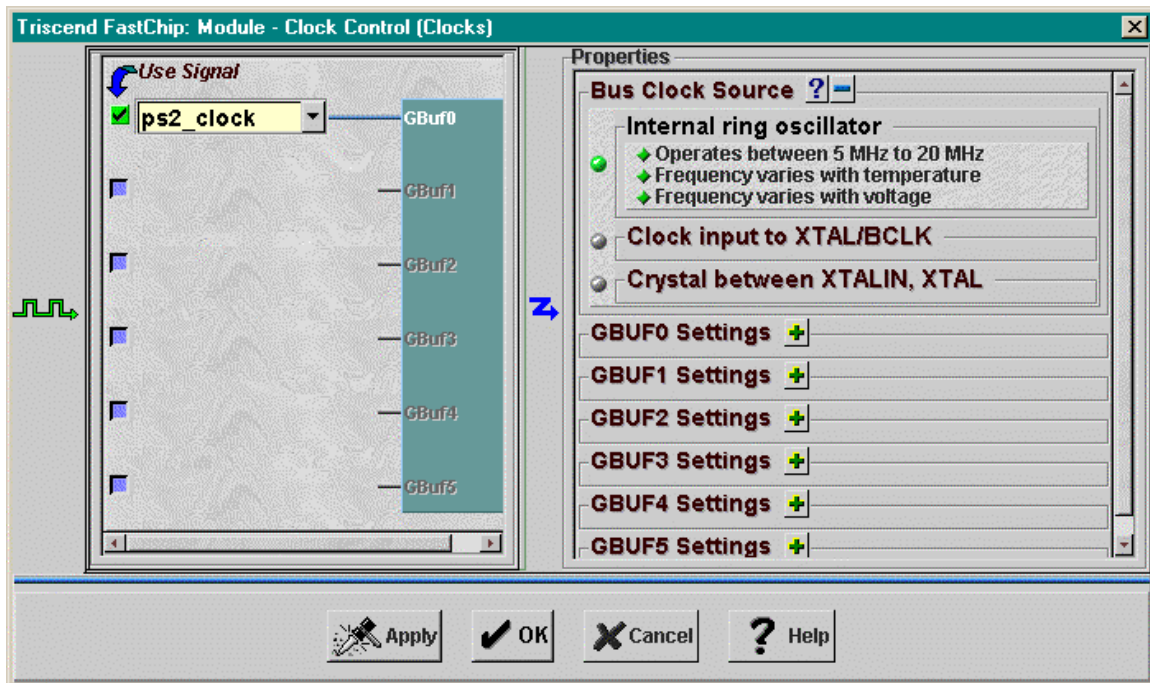 Triscend FastChip: Module - Clock Control (Clocks)
Use Signal
ps2_clock
GBuf0
GBuf1
GBuf2
GBuf3
GBuf4
GBuf5
Properties
Bus Clock Source ?
Internal ring oscillator
Operates between 5 MHz to 20 MHz
Frequency varies with temperature
Frequency varies with voltage
Clock input to XTAL/BCLK
Crystal between XTALIN, XTAL
GBUF0 Settings
GBUF1 Settings
GBUF2 Settings
GBUF3 Settings
GBUF4 Settings
GBUF5 Settings
Apply
OK
Cancel
? Help